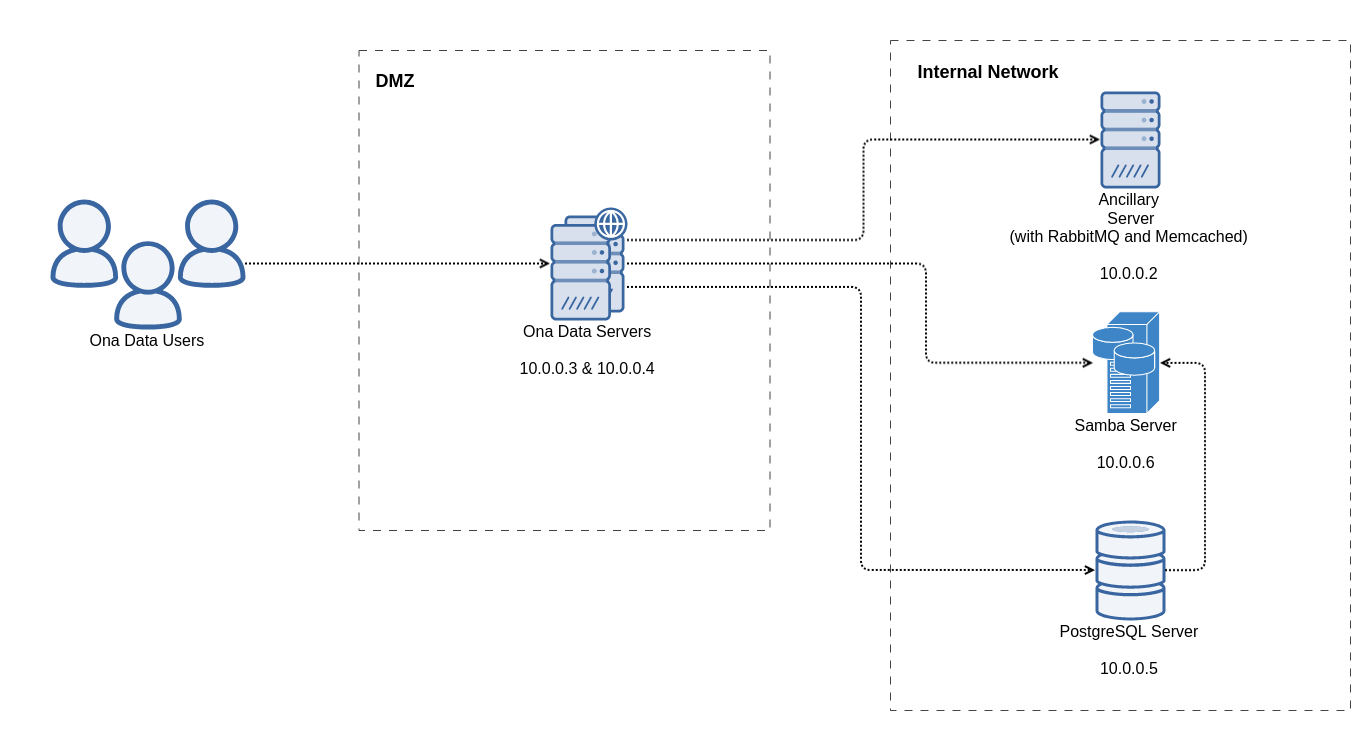 DMZ
Internal Network
Ancillary
Server
(with RabbitMQ and Memcached)
10.0.0.2
Ona Data Users
Ona Data Servers
10.0.0.3 & 10.0.0.4
Samba Server
10.0.0.6
PostgreSQL Server
10.0.0.5